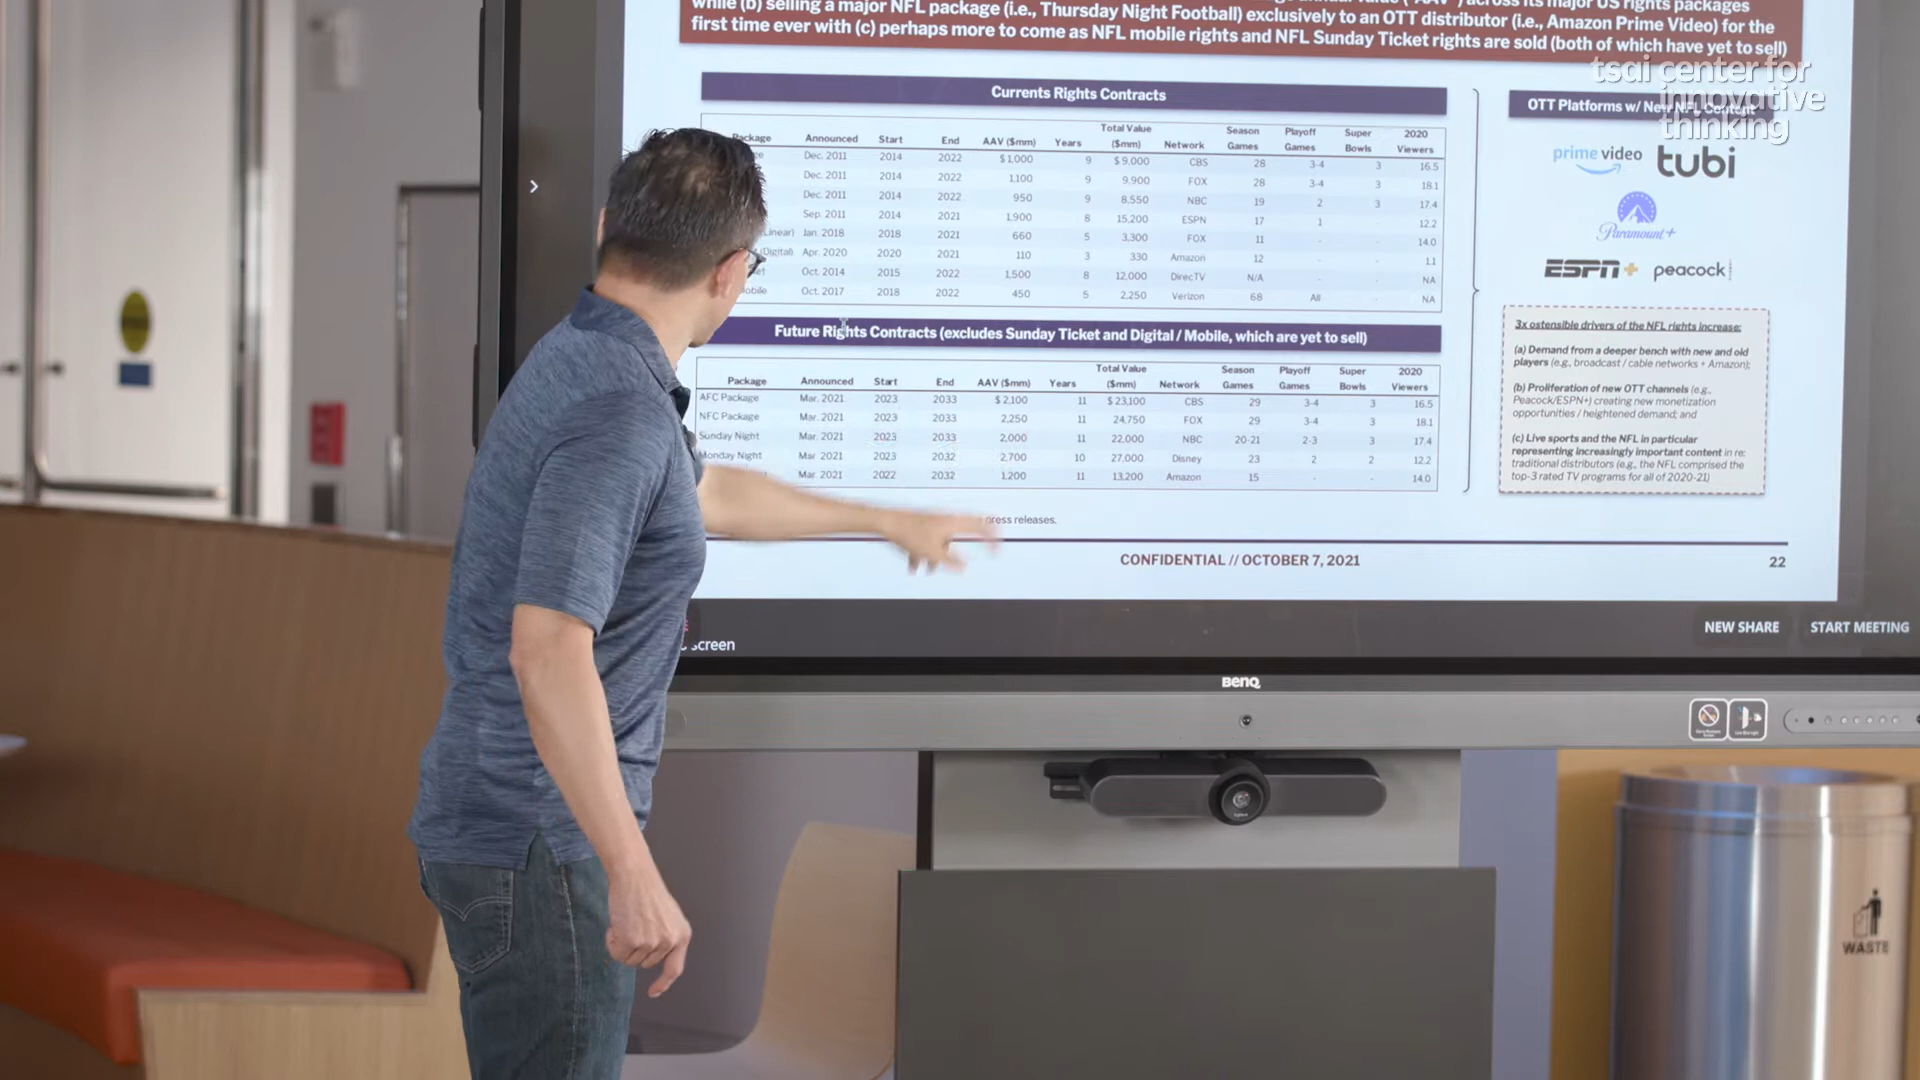 while (b) selling a major NFL package (i.e., Thursday Night Football) exclusively to an OTT distributor (i.e., Amazon Prime Video) for the
first time ever with (c) perhaps more to come as NFL mobile rights and NFL Sunday Ticket rights are sold (both of which have yet to sell)
tsai center for
innovative
thinking
Currents Rights Contracts
Package Announced Start End AAV ($mm) Years Total Value ($mm) Network Season Games Playoff Games Super Bowls 2020 Viewers
Dec. 2011 2014 2022 $1,000 9 $9,000 CBS 28 3-4 3 16.5
Dec. 2011 2014 2022 1,100 9 9,900 FOX 28 3-4 3 18.1
Dec. 2011 2014 2022 950 9 8,550 NBC 19 2 3 17.4
Sep. 2011 2014 2021 1,900 8 15,200 ESPN 17 1 - 12.2
Linear) Jan. 2018 2018 2021 660 5 3,300 FOX 11 - - 14.0
(Digital) Apr. 2020 2020 2021 110 3 330 Amazon 12 - - 1.1
Oct. 2014 2015 2022 1,500 8 12,000 DirecTV N/A - - NA
Oct. 2017 2018 2022 450 5 2,250 Verizon 68 All - NA
Future Rights Contracts (excludes Sunday Ticket and Digital / Mobile, which are yet to sell)
Package Announced Start End AAV ($mm) Years Total Value ($mm) Network Season Games Playoff Games Super Bowls 2020 Viewers
AFC Package Mar. 2021 2023 2033 $2,100 11 $23,100 CBS 29 3-4 3 16.5
NFC Package Mar. 2021 2023 2033 2,250 11 24,750 FOX 29 3-4 3 18.1
Sunday Night Mar. 2021 2023 2033 2,000 11 22,000 NBC 20-21 2-3 3 17.4
Monday Night Mar 2021 2023 2032 2,700 10 27,000 Disney 23 2 2 12.2
Mar. 2021 2022 2032 1,200 11 13,200 Amazon 15 - - 14.0
press releases.
OTT Platforms w/ New NFL Content
prime video
tubi
Paramount+
ESPN+
peacock
3x ostensible drivers of the NFL rights increase:
(a) Demand from a deeper bench with new and old
players (e.g., broadcast / cable networks + Amazon);
(b) Proliferation of new OTT channels (e.g.,
Peacock/ESPN+) creating new monetization
opportunities / heightened demand; and
(c) Live sports and the NFL in particular
representing increasingly important content in re:
traditional distributors (e.g., the NFL comprised the
top-3 rated TV programs for all of 2020-21)
CONFIDENTIAL // OCTOBER 7, 2021
22
NEW SHARE
START MEETING
BenQ
WASTE